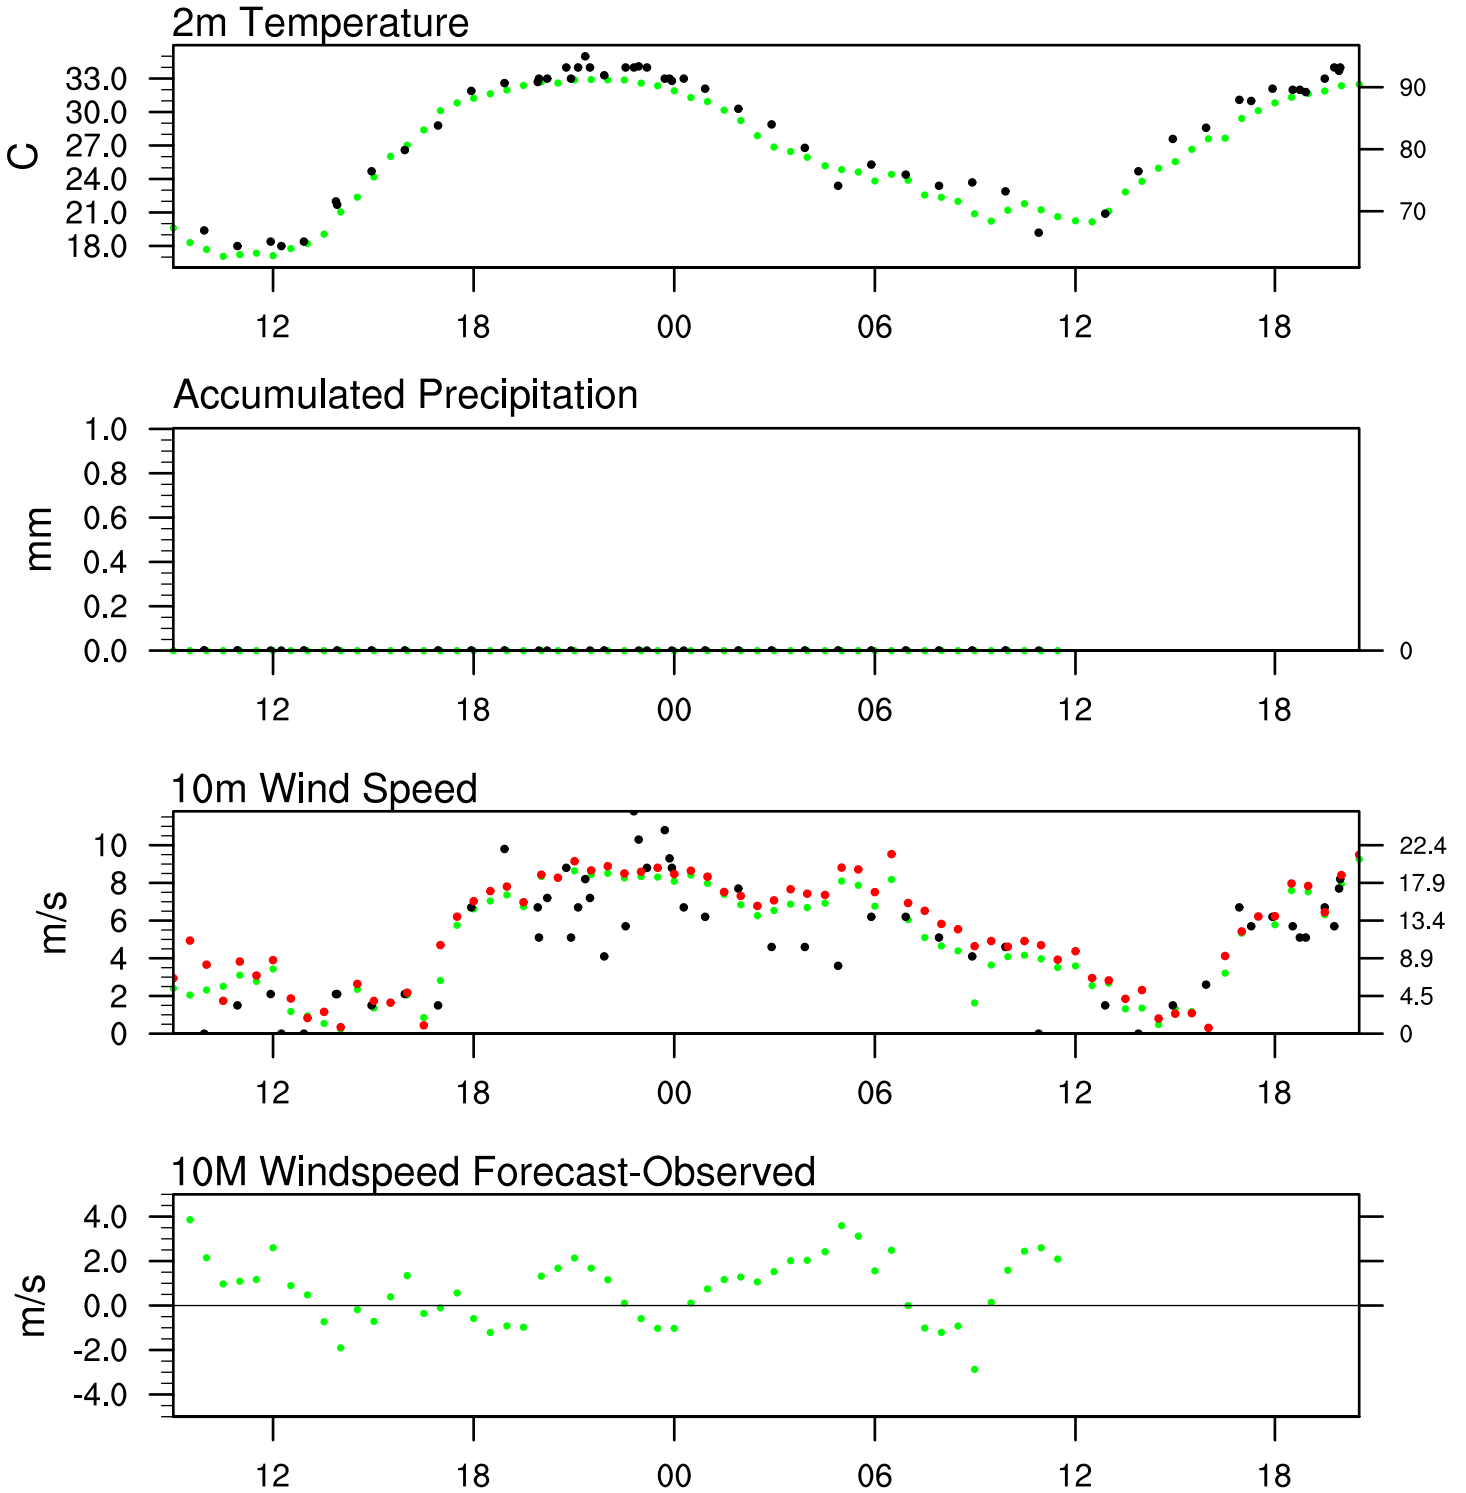 2m Temperature
C
33.0
30.0
27.0
24.0
21.0
18.0
90
80
70
12 18 00 06 12 18
Accumulated Precipitation
mm
1.0
0.8
0.6
0.4
0.2
0.0
0
12 18 00 06 12 18
10m Wind Speed
m/s
10
8
6
4
2
0
22.4
17.9
13.4
8.9
4.5
0
12 18 00 06 12 18
10M Windspeed Forecast-Observed
m/s
4.0
2.0
0.0
-2.0
-4.0
12 18 00 06 12 18